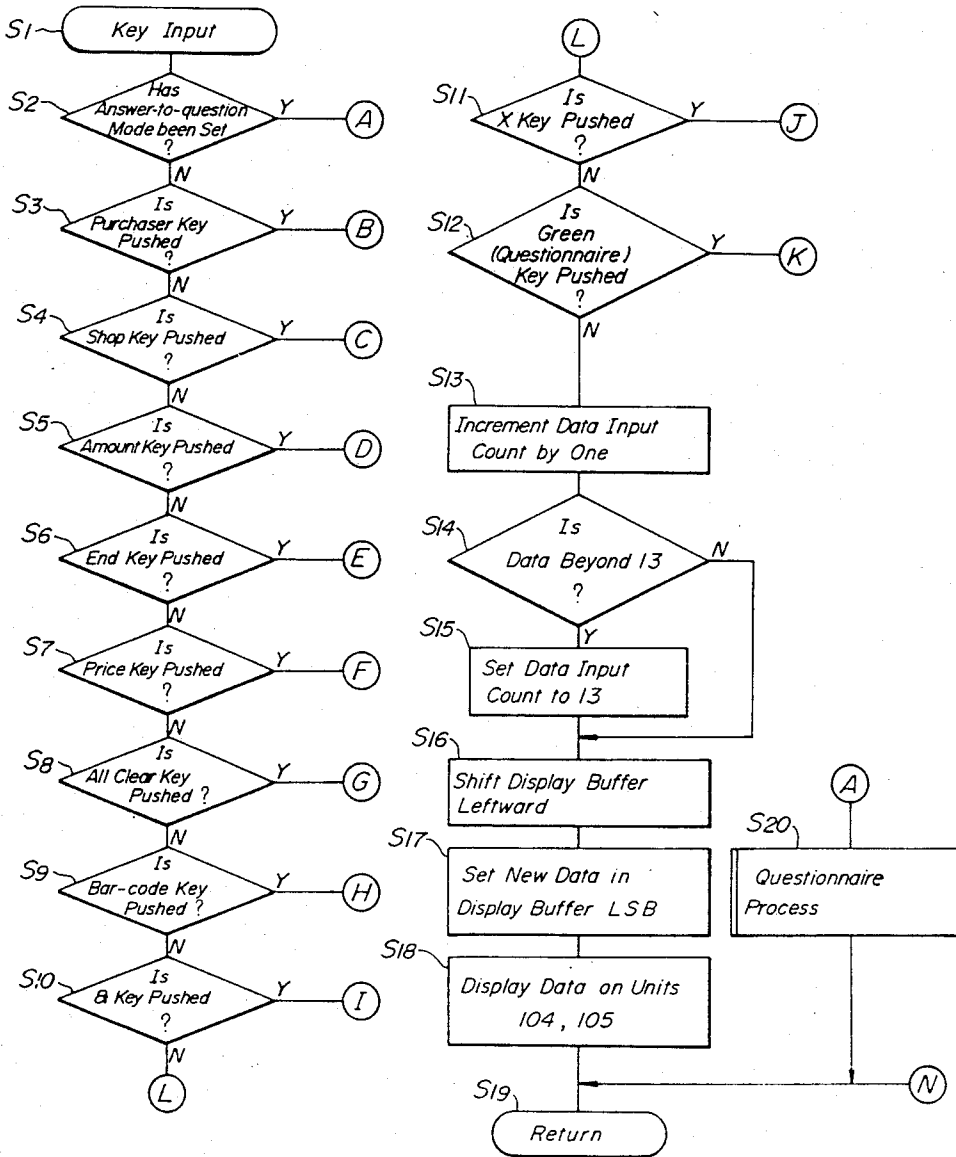 S1
Key Input
S2
Has
Answer-to-question
Mode been Set
?
Y
A
N
S3
Is
Purchaser Key
Pushed
?
Y
B
N
S4
Is
Shop Key Pushed
?
Y
C
N
S5
Is
Amount Key Pushed
?
Y
D
N
S6
Is
End Key Pushed
?
Y
E
N
S7
Is
Price Key Pushed
?
Y
F
N
S8
Is
All Clear Key
Pushed ?
Y
G
N
S9
Is
Bar-code Key
Pushed ?
Y
H
N
S10
Is
& Key Pushed
?
Y
I
N
L
L
S11
Is
X Key Pushed
?
Y
J
N
S12
Is
Green
(Questionnaire)
Key Pushed
?
Y
K
N
S13
Increment Data Input
Count by One
S14
Is
Data Beyond 13
?
N
Y
S15
Set Data Input
Count to 13
S16
Shift Display Buffer
Leftward
S17
Set New Data in
Display Buffer LSB
S18
Display Data on Units
104, 105
A
S20
Questionnaire
Process
N
S19
Return